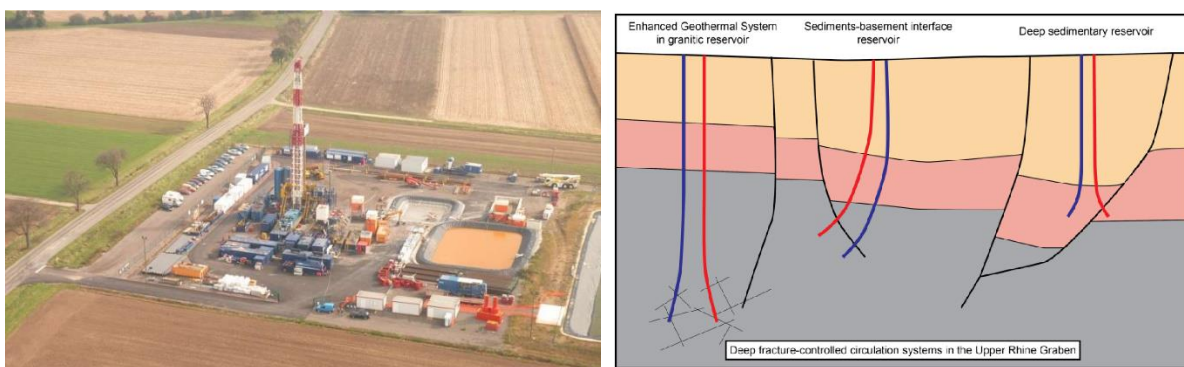 Enhanced Geothermal System
in granitic reservoir
Sediments-basement interface
reservoir
Deep sedimentary reservoir
Deep fracture-controlled circulation systems in the Upper Rhine Graben